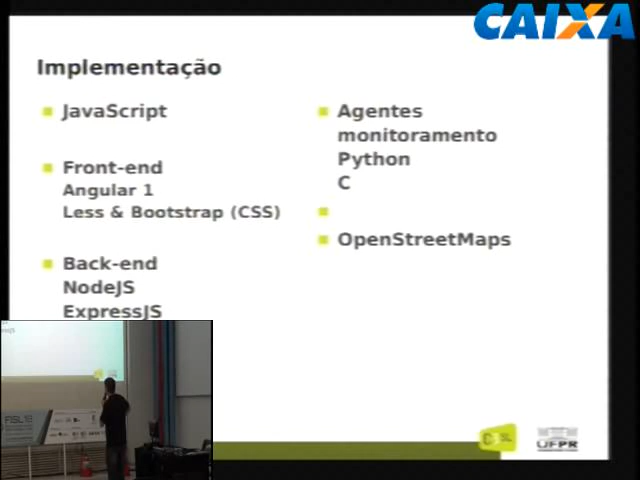 CAIXA
Implementação
JavaScript
Front-end
Angular 1
Less & Bootstrap (CSS)
Back-end
NodeJS
ExpressJS
Agentes
monitoramento
Python
C
OpenStreetMaps
FISL18
UFPR